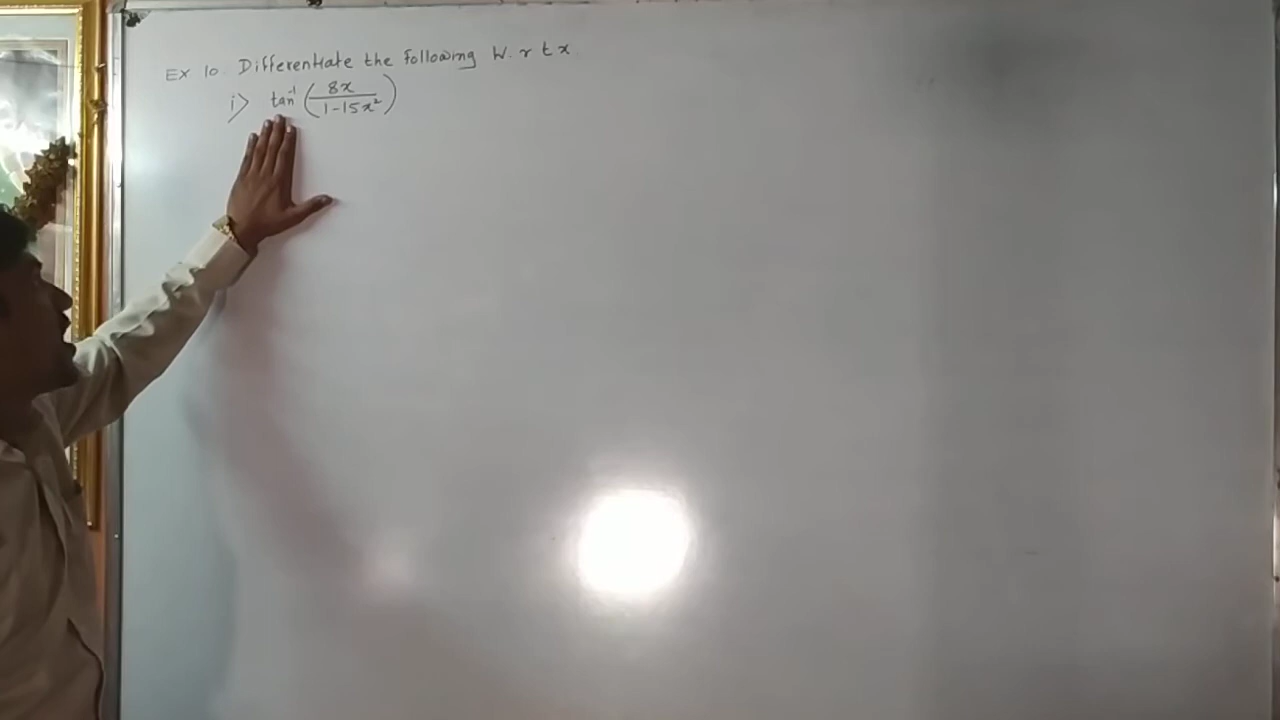 Ex 10. Differentiate the following W.r t x
i> tan⁻¹ (8x / 1-15x²)